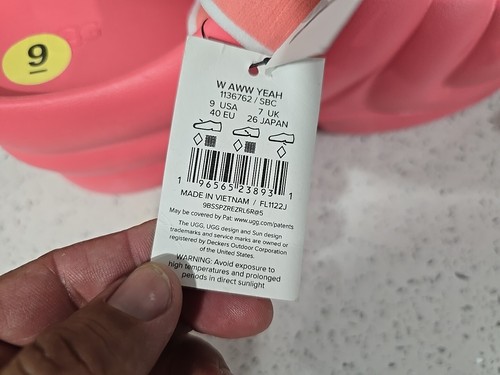 9
W AWW YEAH
1136762 / SBC
9 USA 7 UK
40 EU 26 JAPAN
1 96565 23893 1
MADE IN VIETNAM / FL1122J
9BSSPZREZRL6R@5
May be covered by Pat: www.ugg.com/patents
The UGG, UGG design and Sun design
trademarks and service marks are owned or
registered by Deckers Outdoor Corporation
of the United States.
WARNING: Avoid exposure to
high temperatures and prolonged
periods in direct sunlight